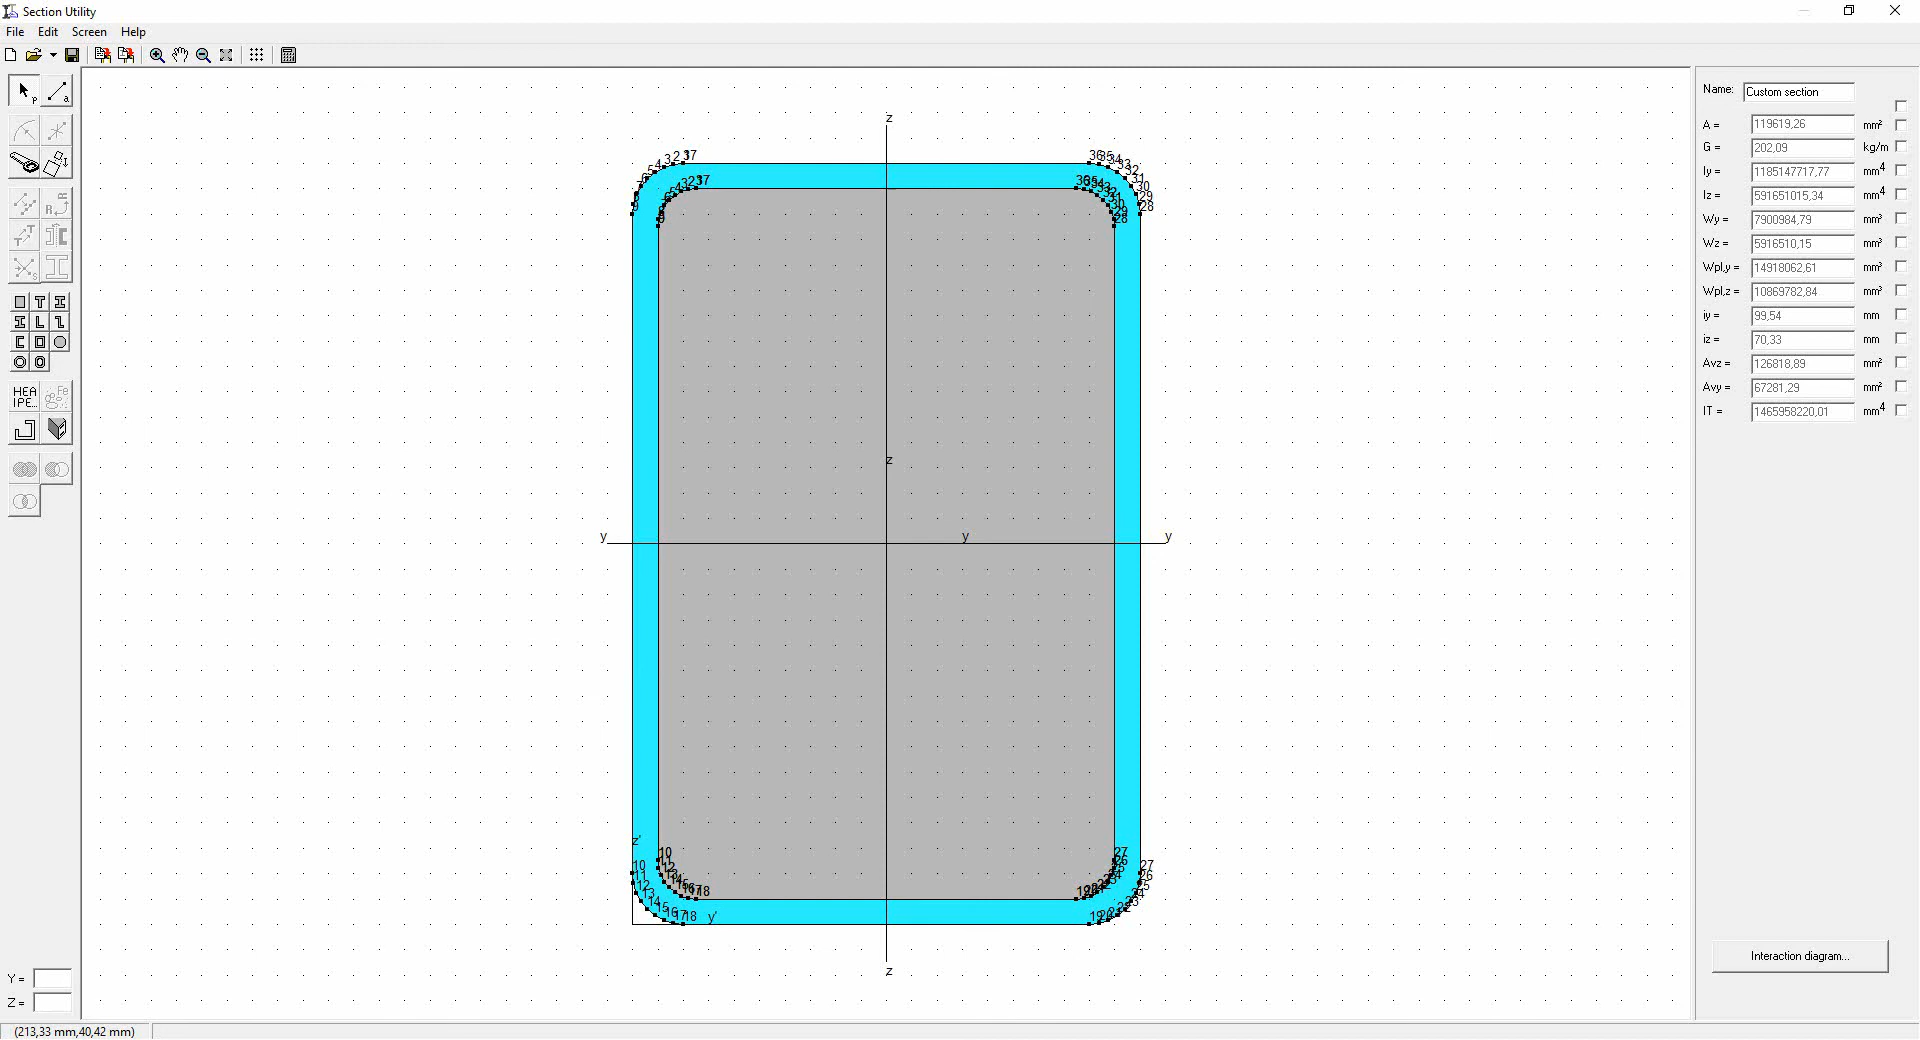 Section Utility
File Edit Screen Help
Name: Custom section
A = 119619,26 mm²
G = 202,09 kg/m
Iy = 1185147717,77 mm4
Iz = 591651015,34 mm4
Wy = 7900984,79 mm³
Wz = 5916510,15 mm³
Wpl,y = 14918062,61 mm³
Wpl,z = 10869782,84 mm³
iy = 99,54 mm
iz = 70,33 mm
Avz = 126818,89 mm²
Avy = 67281,29 mm²
IT = 1465958220,01 mm4
Interaction diagram...
HEA
IPE...
Fe
z
z
y y y
z'
y'
z
Y =
Z =
(213,33 mm,40,42 mm)